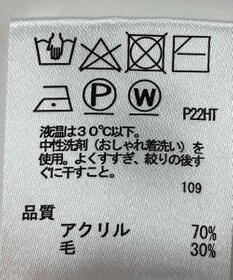 P W P22HT
液温は30℃以下。
中性洗剤(おしゃれ着洗い)を
使用。よくすすぎ、絞りの後す
ぐに干すこと。
109
品質
アクリル 70%
毛 30%